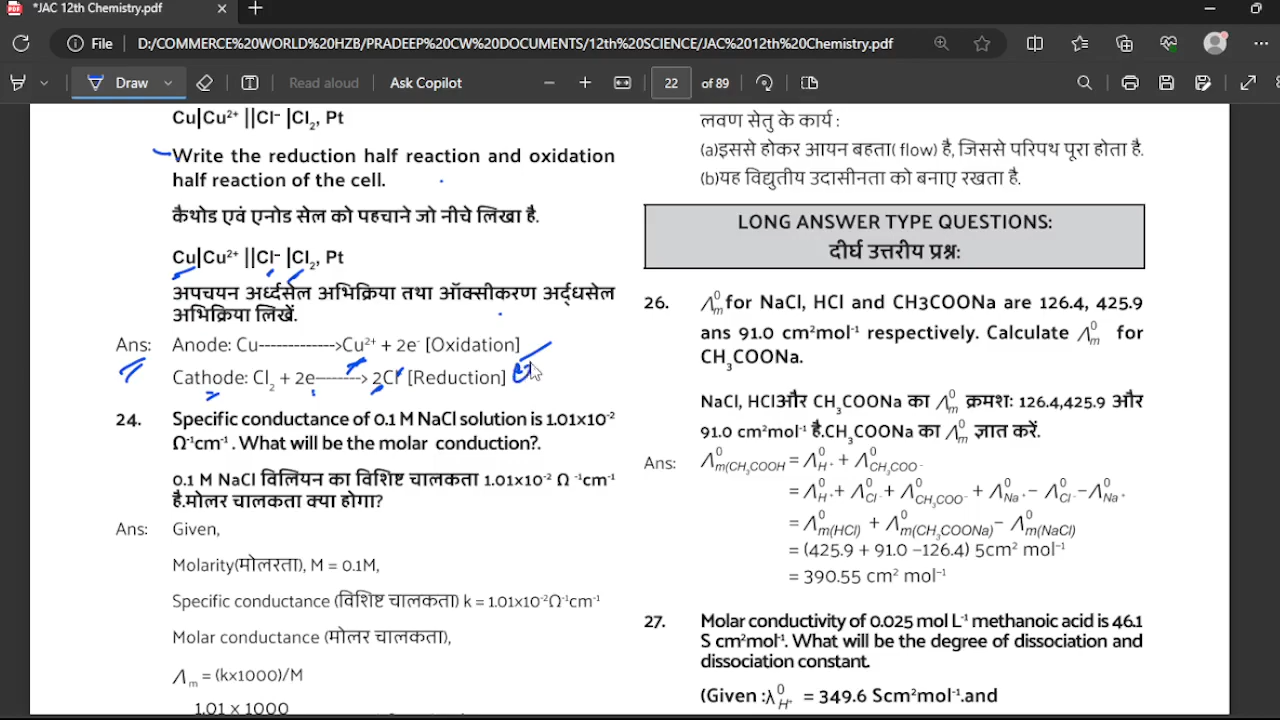 *JAC 12th Chemistry.pdf
File
D:/COMMERCE%20WORLD%20HZB/PRADEEP%20CW%20DOCUMENTS/12th%20SCIENCE/JAC%2012th%20Chemistry.pdf
Draw
Read aloud
Ask Copilot
22
of 89
Cu|Cu²⁺ ||Cl⁻ |Cl₂, Pt
Write the reduction half reaction and oxidation
half reaction of the cell.
कैथोड एवं एनोड सेल को पहचाने जो नीचे लिखा है.
Cu|Cu²⁺ ||Cl⁻ |Cl₂, Pt
अपचयन अर्ध्दसेल अभिक्रिया तथा ऑक्सीकरण अर्द्धसेल
अभिक्रिया लिखें.
Ans: Anode: Cu------------->Cu²⁺ + 2e⁻ [Oxidation]
Cathode: Cl₂ + 2e--------> 2Cl [Reduction]
24. Specific conductance of 0.1 M NaCl solution is 1.01x10⁻²
Ω⁻¹cm⁻¹ . What will be the molar conduction?.
0.1 M NaCl विलियन का विशिष्ट चालकता 1.01x10⁻² Ω ⁻¹cm⁻¹
है.मोलर चालकता क्या होगा?
Ans: Given,
Molarity(मोलरता), M = 0.1M,
Specific conductance (विशिष्ट चालकता) k = 1.01x10⁻²Ω⁻¹cm⁻¹
Molar conductance (मोलर चालकता),
Λₘ = (kx1000)/M
1.01 x 1000
लवण सेतु के कार्य :
(a)इससे होकर आयन बहता( flow) है, जिससे परिपथ पूरा होता है.
(b)यह विद्युतीय उदासीनता को बनाए रखता है.
LONG ANSWER TYPE QUESTIONS:
दीर्घ उत्तरीय प्रश्न:
26. Λ⁰ₘ for NaCl, HCl and CH3COONa are 126.4, 425.9
ans 91.0 cm²mol⁻¹ respectively. Calculate Λ⁰ₘ for
CH₃COONa.
NaCl, HClऔर CH₃COONa का Λ⁰ₘ क्रमशः 126.4,425.9 और
91.0 cm²mol⁻¹ है.CH₃COONa का Λ⁰ₘ ज्ञात करें.
Ans: Λ⁰m(CH₃COOH = Λ⁰H⁺ + Λ⁰CH₃COO⁻
= Λ⁰H⁺ + Λ⁰Cl⁻ + Λ⁰CH₃COO⁻ + Λ⁰Na⁺ − Λ⁰Cl⁻ − Λ⁰Na⁺
= Λ⁰m(HCl) + Λ⁰m(CH₃COONa) − Λ⁰m(NaCl)
= (425.9 + 91.0 −126.4) 5cm² mol⁻¹
= 390.55 cm² mol⁻¹
27. Molar conductivity of 0.025 mol L⁻¹ methanoic acid is 46.1
S cm²mol⁻¹. What will be the degree of dissociation and
dissociation constant.
(Given :λ⁰H⁺ = 349.6 Scm²mol⁻¹.and